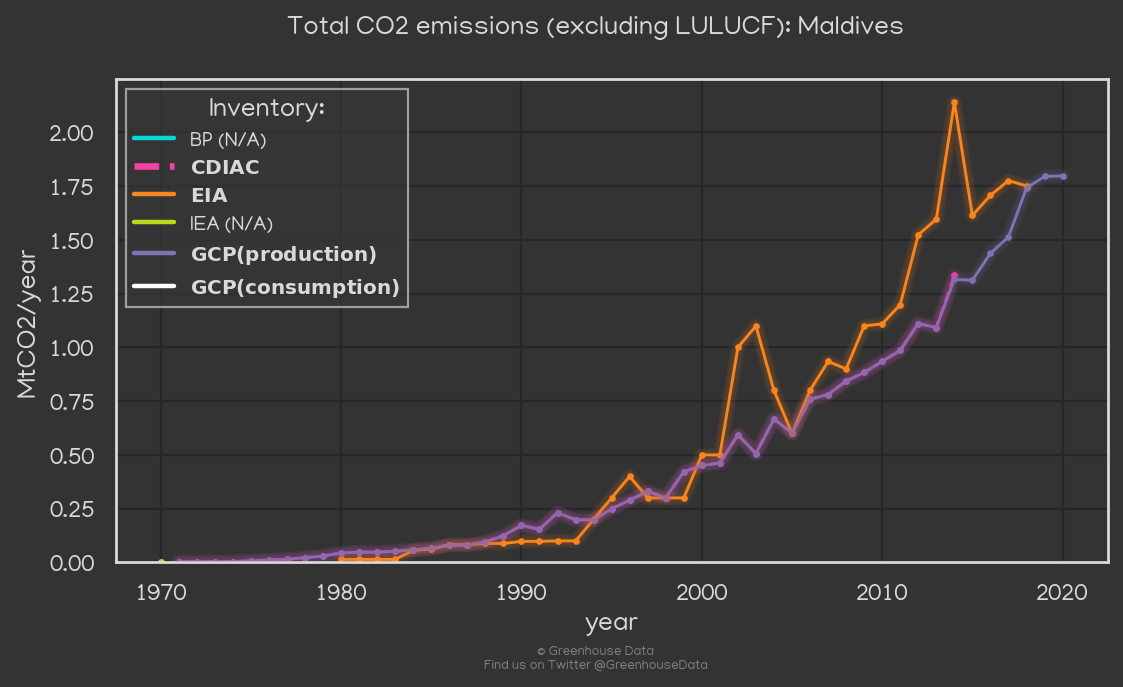 Total CO2 emissions (excluding LULUCF): Maldives
Inventory:
BP (N/A)
CDIAC
EIA
IEA (N/A)
GCP(production)
GCP(consumption)
MtCO2/year
2.00
1.75
1.50
1.25
1.00
0.75
0.50
0.25
0.00
1970 1980 1990 2000 2010 2020
year
© Greenhouse Data
Find us on Twitter @GreenhouseData